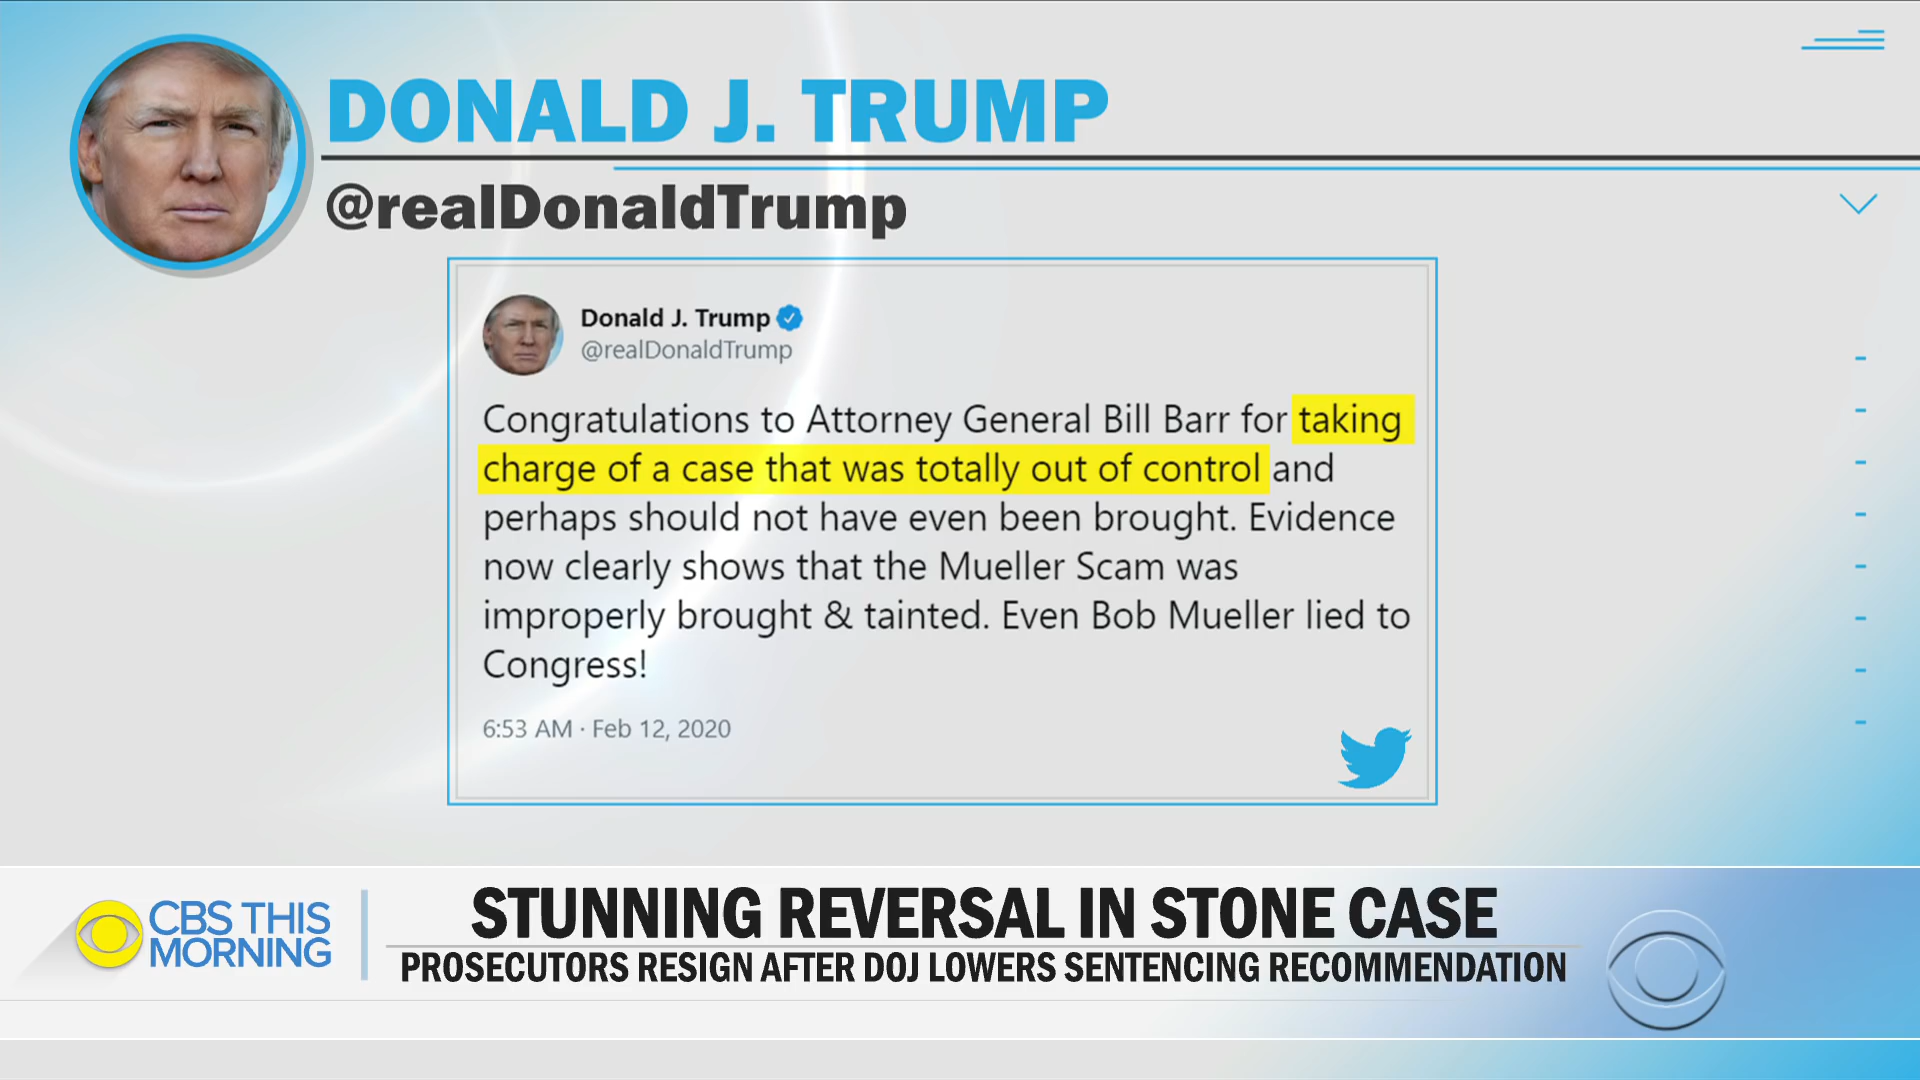 DONALD J. TRUMP
@realDonaldTrump
Donald J. Trump
@realDonaldTrump
Congratulations to Attorney General Bill Barr for taking
charge of a case that was totally out of control and
perhaps should not have even been brought. Evidence
now clearly shows that the Mueller Scam was
improperly brought & tainted. Even Bob Mueller lied to
Congress!
6:53 AM · Feb 12, 2020
CBS THIS
MORNING
STUNNING REVERSAL IN STONE CASE
PROSECUTORS RESIGN AFTER DOJ LOWERS SENTENCING RECOMMENDATION